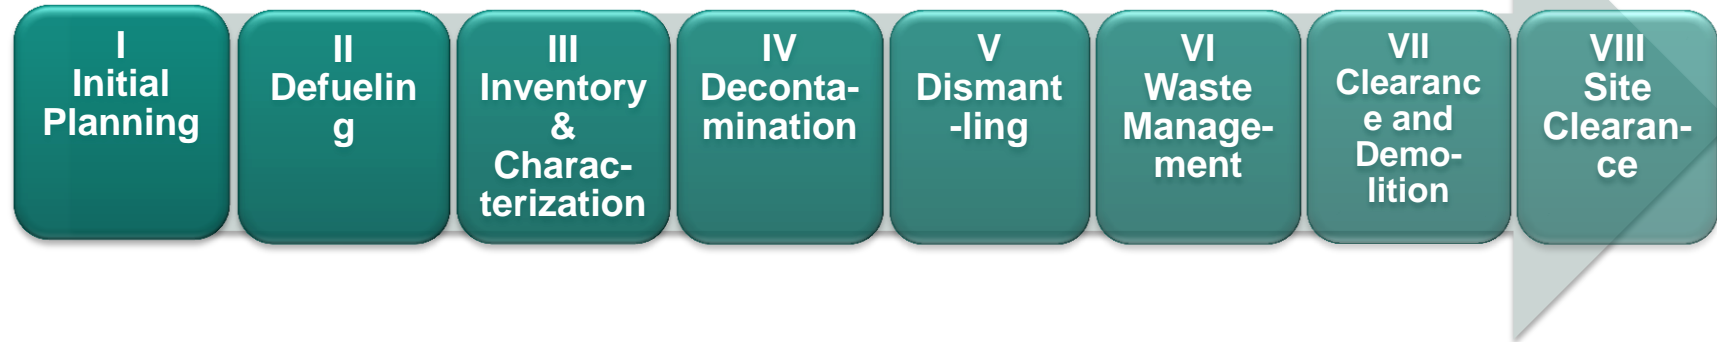 I
Initial
Planning
II
Defuelin
g
III
Inventory
&
Charac-
terization
IV
Deconta-
mination
V
Dismant
-ling
VI
Waste
Manage-
ment
VII
Clearanc
e and
Demo-
lition
VIII
Site
Clearan-
ce